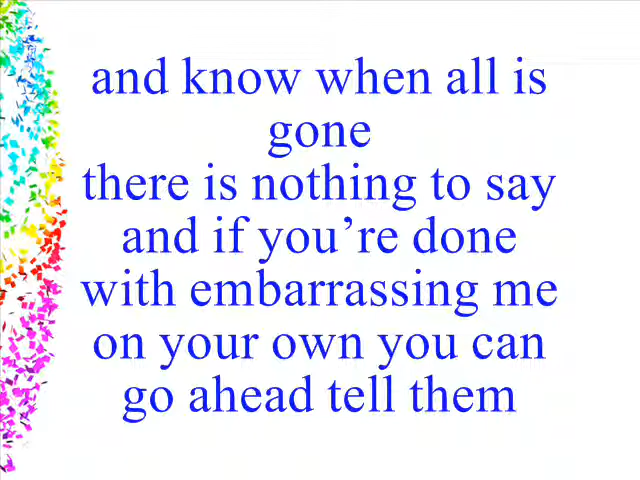 and know when all is
gone
there is nothing to say
and if you’re done
with embarrassing me
on your own you can
go ahead tell them